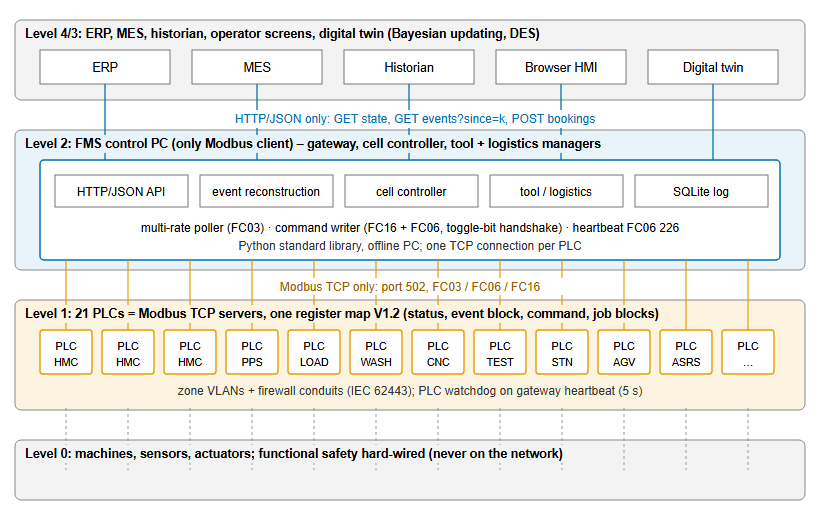 Level 4/3: ERP, MES, historian, operator screens, digital twin (Bayesian updating, DES)
ERP
MES
Historian
Browser HMI
Digital twin
HTTP/JSON only: GET state, GET events?since=k, POST bookings
Level 2: FMS control PC (only Modbus client) – gateway, cell controller, tool + logistics managers
HTTP/JSON API
event reconstruction
cell controller
tool / logistics
SQLite log
multi-rate poller (FC03) · command writer (FC16 + FC06, toggle-bit handshake) · heartbeat FC06 226
Python standard library, offline PC; one TCP connection per PLC
Modbus TCP only: port 502, FC03 / FC06 / FC16
Level 1: 21 PLCs = Modbus TCP servers, one register map V1.2 (status, event block, command, job blocks)
PLC
HMC
PLC
HMC
PLC
HMC
PLC
PPS
PLC
LOAD
PLC
WASH
PLC
CNC
PLC
TEST
PLC
STN
PLC
AGV
PLC
ASRS
PLC
...
zone VLANs + firewall conduits (IEC 62443); PLC watchdog on gateway heartbeat (5 s)
Level 0: machines, sensors, actuators; functional safety hard-wired (never on the network)